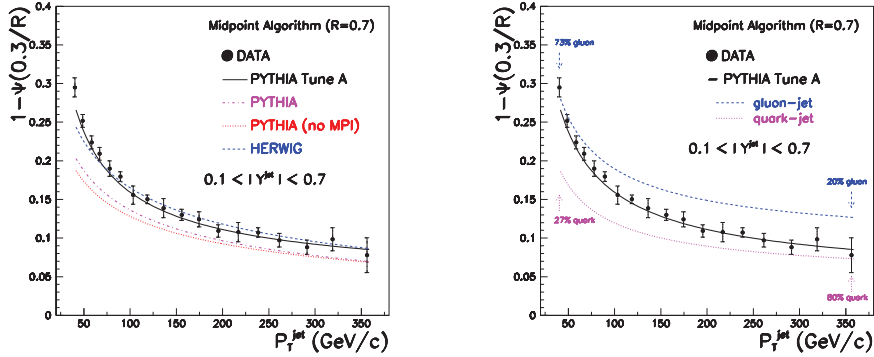 Midpoint Algorithm (R=0.7)
DATA
PYTHIA Tune A
PYTHIA
PYTHIA (no MPI)
HERWIG
0.1 < |Y^jet| < 0.7
1−Ψ(0.3/R)
0.4
0.35
0.3
0.25
0.2
0.15
0.1
0.05
0
50 100 150 200 250 300 350
P_T^jet (GeV/c)
Midpoint Algorithm (R=0.7)
73% gluon
DATA
PYTHIA Tune A
gluon-jet
quark-jet
0.1 < |Y^jet| < 0.7
20% gluon
27% quark
80% quark
1−Ψ(0.3/R)
0.4
0.35
0.3
0.25
0.2
0.15
0.1
0.05
0
50 100 150 200 250 300 350
P_T^jet (GeV/c)